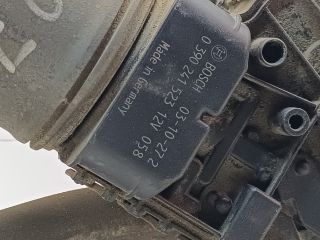 BOSCH
0 390 241 523 12V 058
03-10-27 2
Made in Germany